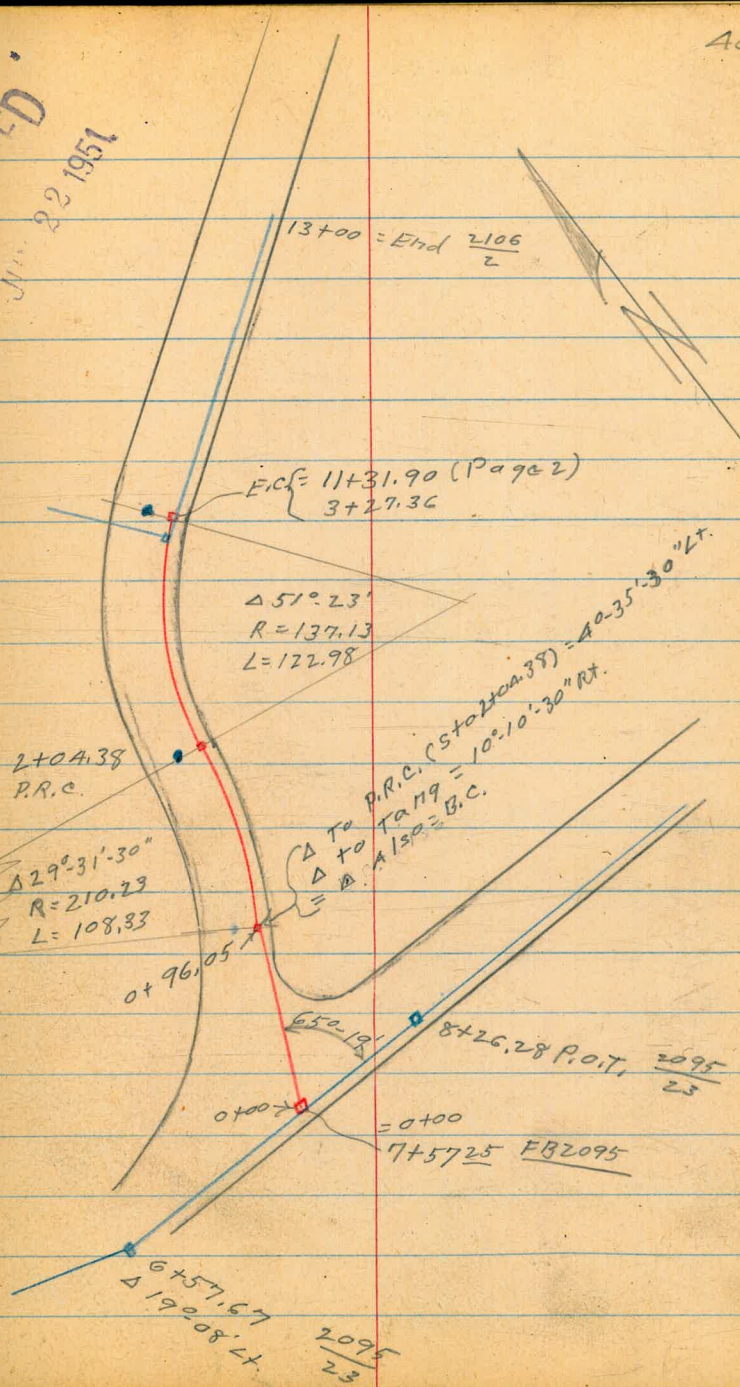 22 1951
13+00 = End 2106/2
E.C. = 11+31.90 (Page 2)
3+27.36
Δ 51°-23'
R = 137.13
L = 122.98
2+04.38
P.R.C.
Δ To P.R.C. (Sta 2+04.38) = 4°-35'-30" Lt.
Δ to Tang = 10°-10'-30" Rt.
= Also = B.C.
Δ 29°-31'-30"
R = 210.23
L = 108.33
0+96.05
65°-19'
8+26.28 P.O.T. 2095/23
0+00
= 0+00
7+57 25 FB2095
6+57.67
Δ 19°-08' Lt.
2095/23